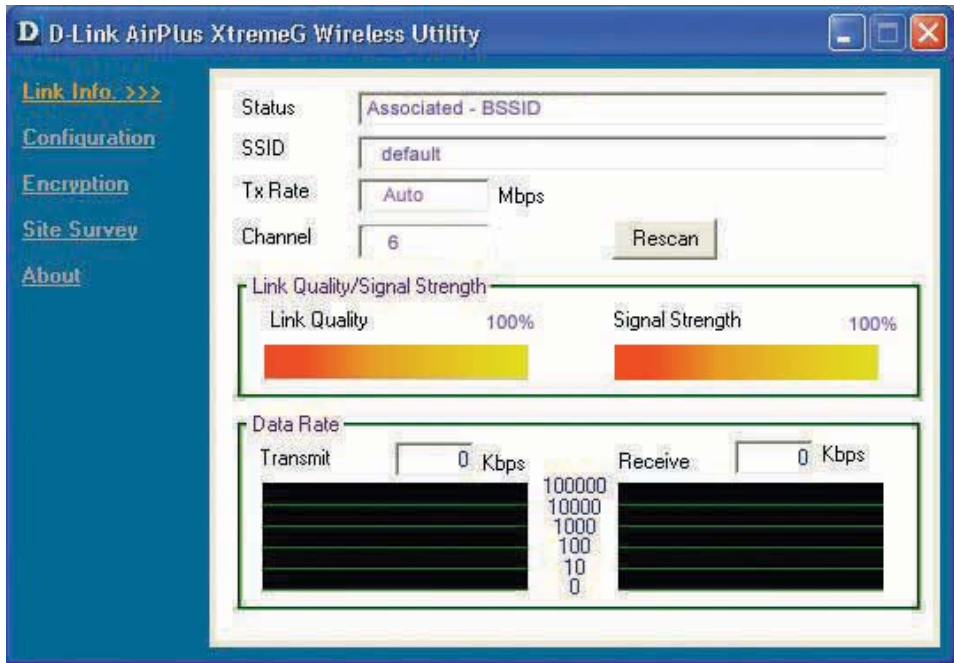 D D-Link AirPlus XtremeG Wireless Utility
Link Info. >>>
Configuration
Encryption
Site Survey
About
Status Associated - BSSID
SSID default
Tx Rate Auto Mbps
Channel 6 Rescan
Link Quality/Signal Strength
Link Quality 100% Signal Strength 100%
Data Rate
Transmit 0 Kbps Receive 0 Kbps
100000
10000
1000
100
10
0